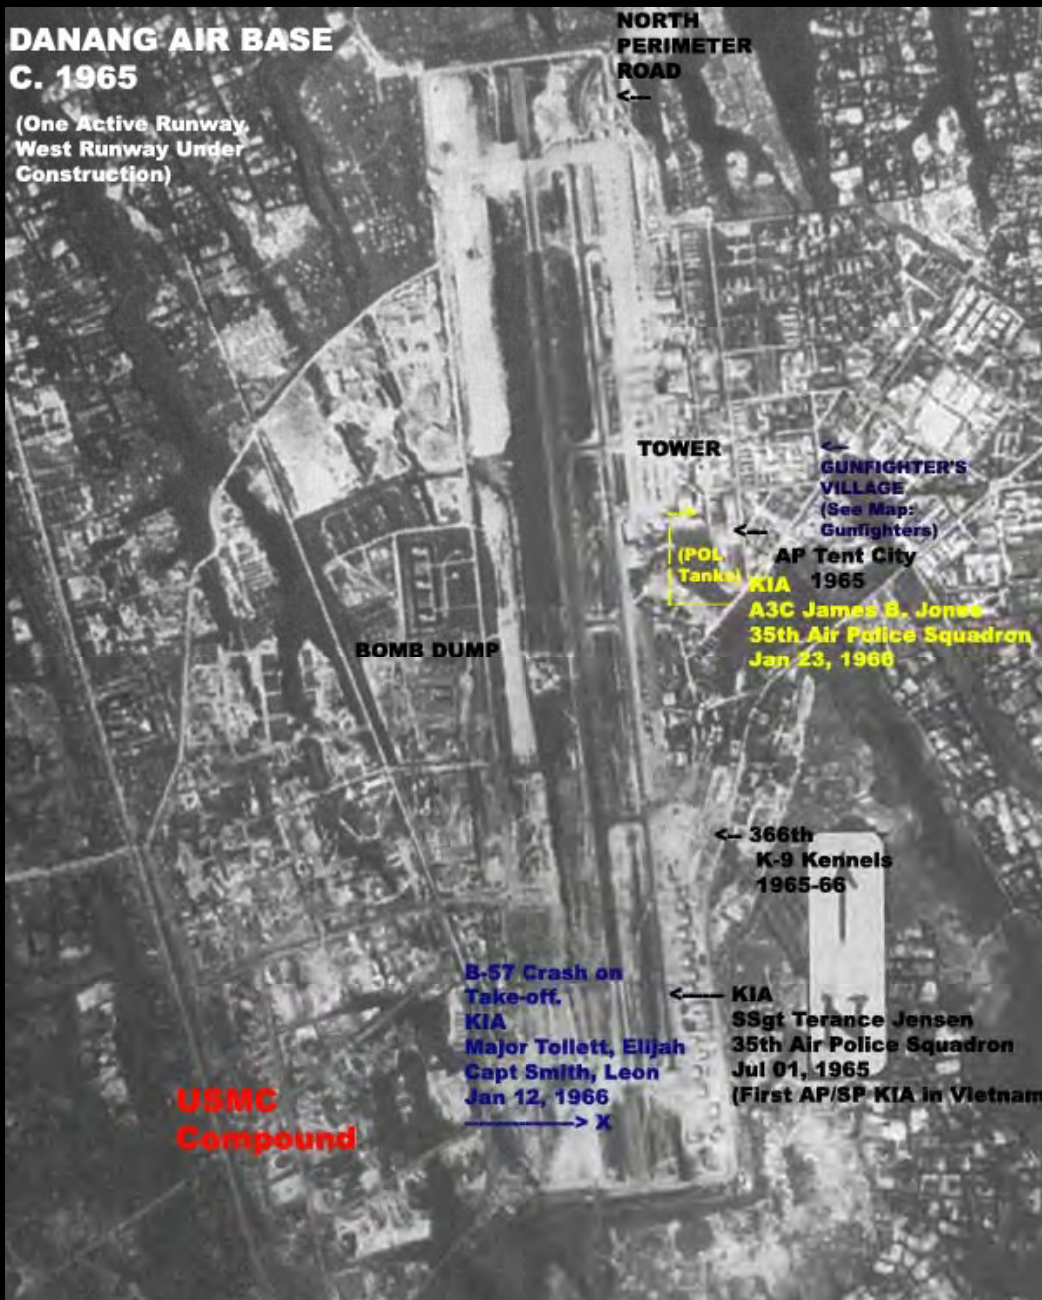 DANANG AIR BASE
C. 1965
(One Active Runway.
West Runway Under
Construction)
NORTH
PERIMETER
ROAD
<---
TOWER
<---
GUNFIGHTER'S
VILLAGE
(See Map:
Gunfighters)
<---
AP Tent City
1965
(POL
Tanks)
KIA
A3C James B. Jones
35th Air Police Squadron
Jan 23, 1966
BOMB DUMP
<-- 366th
K-9 Kennels
1965-66
B-57 Crash on
Take-off.
KIA
Major Tollett, Elijah
Capt Smith, Leon
Jan 12, 1966
------------> X
<----- KIA
SSgt Terance Jensen
35th Air Police Squadron
Jul 01, 1965
(First AP/SP KIA in Vietnam
USMC
Compound